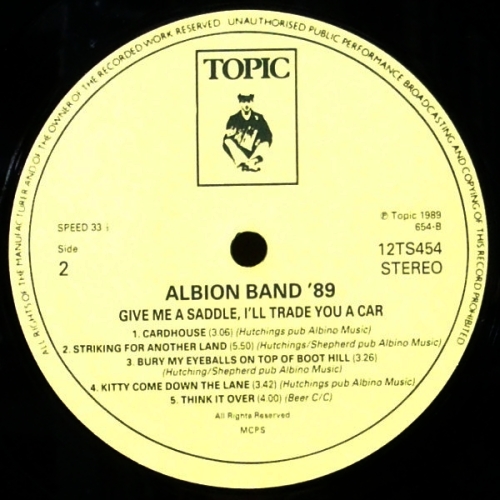 ALL RIGHTS OF THE MANUFACTURER AND OF THE OWNER OF THE RECORDED WORK RESERVED UNAUTHORISED PUBLIC PERFORMANCE BROADCASTING AND COPYING OF THIS RECORD PROHIBITED
TOPIC
SPEED 33⅓
℗ Topic 1989
654-B
Side
2
12TS454
STEREO
ALBION BAND '89
GIVE ME A SADDLE, I'LL TRADE YOU A CAR
1. CARDHOUSE (3.06) (Hutchings pub Albino Music)
2. STRIKING FOR ANOTHER LAND (5.50) (Hutchings/Shepherd pub Albino Music)
3. BURY MY EYEBALLS ON TOP OF BOOT HILL (3.26)
(Hutching/Shepherd pub Albino Music)
4. KITTY COME DOWN THE LANE (3.42) (Hutchings pub Albino Music)
5. THINK IT OVER (4.00) (Beer C/C)
All Rights Reserved
MCPS